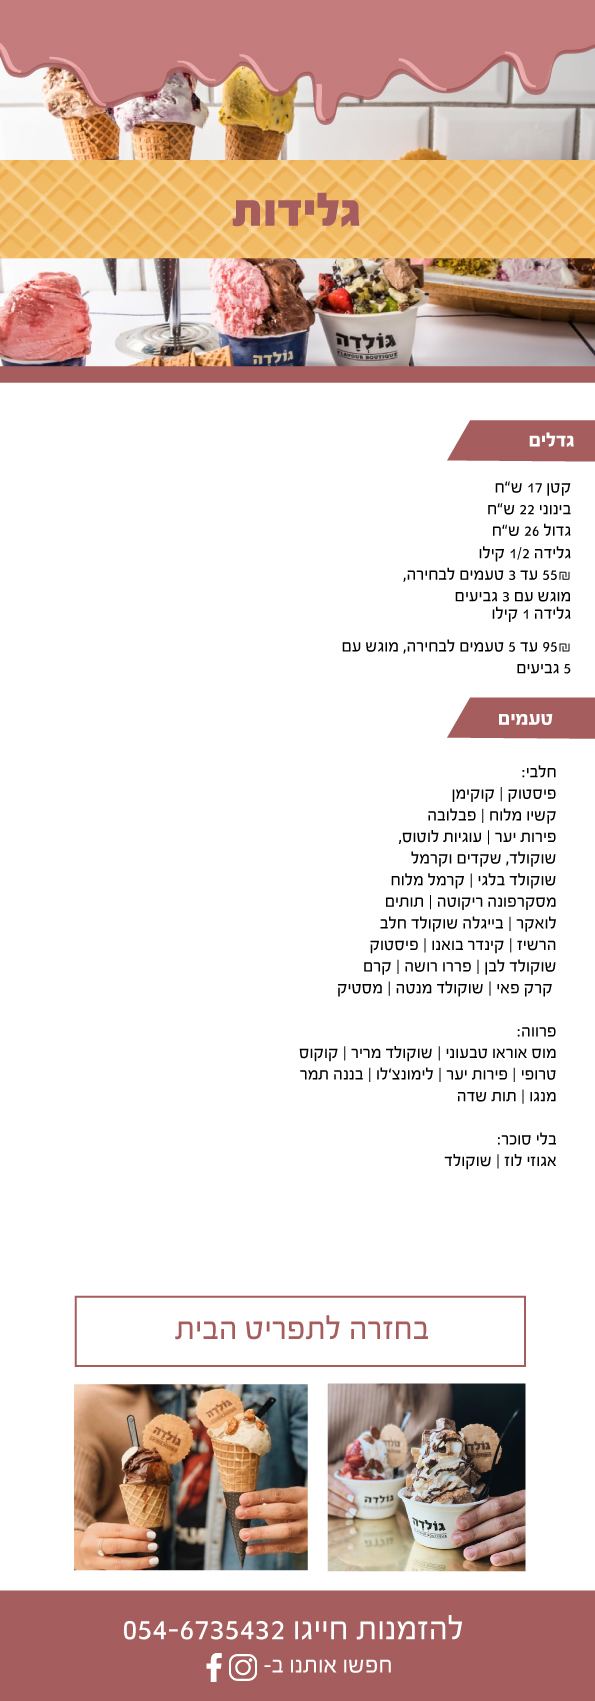 גלידות
גולדה
גולדה
FLAVOUR BOUTIQUE
גדלים
קטן 17 ש"ח
בינוני 22 ש"ח
גדול 26 ש"ח
גלידה 1/2 קילו
₪55 עד 3 טעמים לבחירה,
מוגש עם 3 גביעים
גלידה 1 קילו
₪95 עד 5 טעמים לבחירה, מוגש עם
5 גביעים
טעמים
חלבי:
פיסטוק | קוקימן
קשיו מלוח | פבלובה
פירות יער | עוגיות לוטוס,
שוקולד, שקדים וקרמל
שוקולד בלגי | קרמל מלוח
מסקרפונה ריקוטה | תותים
לואקר | בייגלה שוקולד חלב
הרשיז | קינדר בואנו | פיסטוק
שוקולד לבן | פררו רושה | קרם
קרק פאי | שוקולד מנטה | מסטיק
פרווה:
מוס אוראו טבעוני | שוקולד מריר | קוקוס
טרופי | פירות יער | לימונצ'לו | בננה תמר
מנגו | תות שדה
בלי סוכר:
אגוזי לוז | שוקולד
בחזרה לתפריט הבית
גולדה
גולדה
גולדה
גולדה
גולדה
להזמנות חייגו 054-6735432
חפשו אותנו ב-